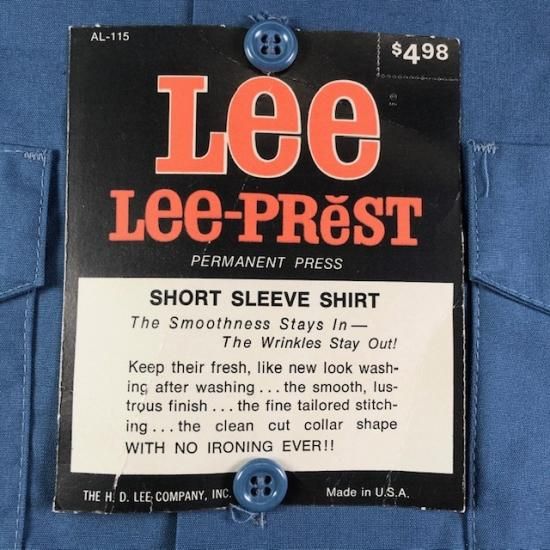 AL-115
$4.98
Lee
Lee-PRĕST
PERMANENT PRESS
SHORT SLEEVE SHIRT
The Smoothness Stays In—
The Wrinkles Stay Out!
Keep their fresh, like new look wash-
ing after washing...the smooth, lus-
trous finish...the fine tailored stitch-
ing...the clean cut collar shape
WITH NO IRONING EVER!!
THE H. D. LEE COMPANY, INC.
Made in U.S.A.